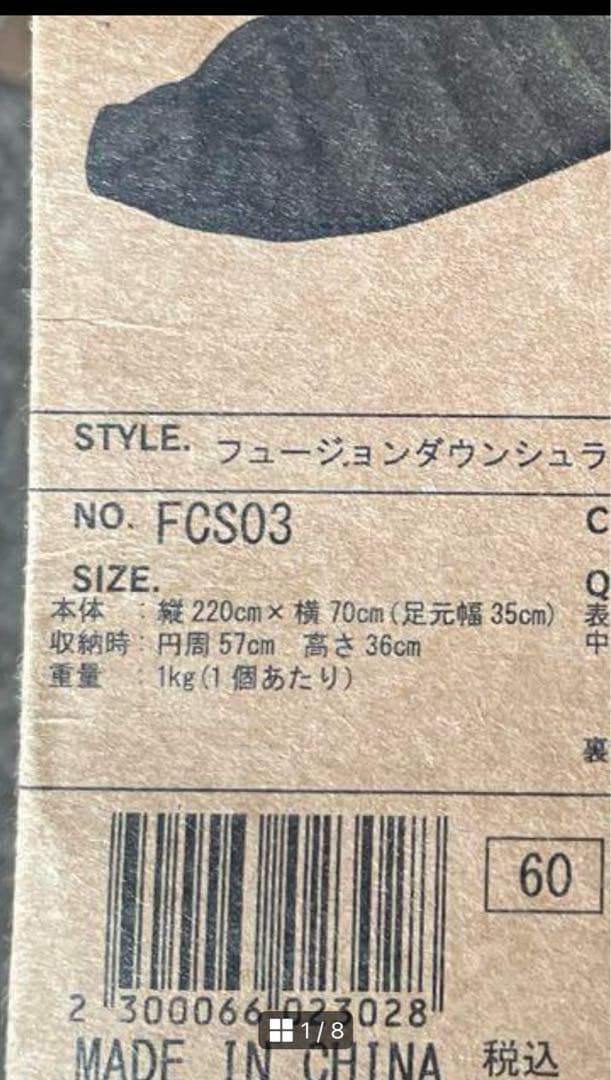 STYLE. フュージョンダウンシュラ
NO. FCS03
C
SIZE.
Q
本体 : 縦 220cm× 横 70cm(足元幅 35cm)
表
収納時 : 円周 57cm 高さ 36cm
中
重量 : 1kg(1 個あたり)
裏
60
2 300066 023028
1/8
MADE IN CHINA 税込